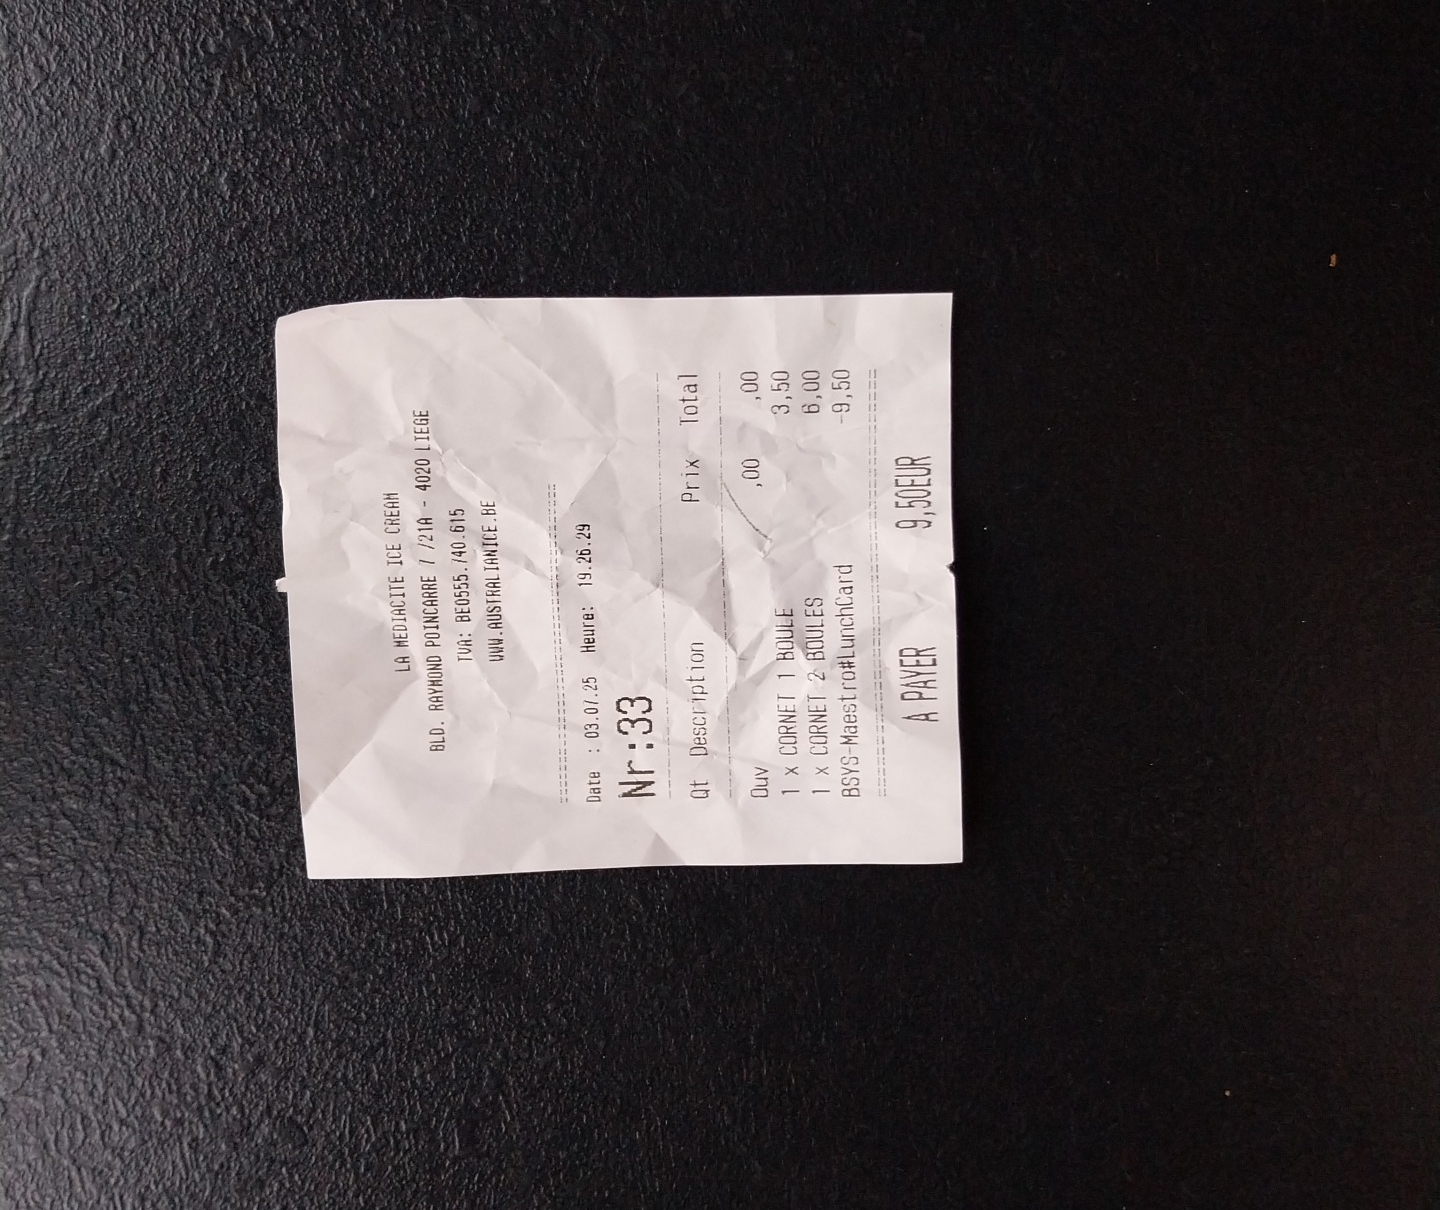 LA MEDIACITE ICE CREAM
BLD. RAYMOND POINCARRE 7 /21A - 4020 LIEGE
TVA: BE0555.740.615
WWW.AUSTRALIANICE.BE
Date : 03.07.25 Heure: 19.26.29
Nr:33
Qt Description Prix Total
Ouv ,00 ,00
1 x CORNET 1 BOULE 3,50
1 x CORNET 2 BOULES 6,00
BSYS-Maestro#LunchCard -9,50
A PAYER 9,50EUR